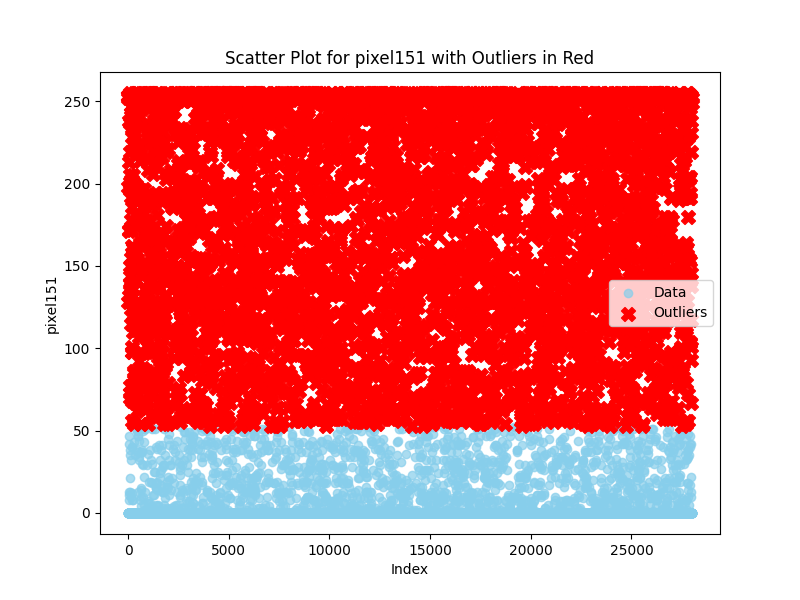 Scatter Plot for pixel151 with Outliers in Red
250
200
150
100
50
0
pixel151
Data
Outliers
0
5000
10000
15000
20000
25000
Index